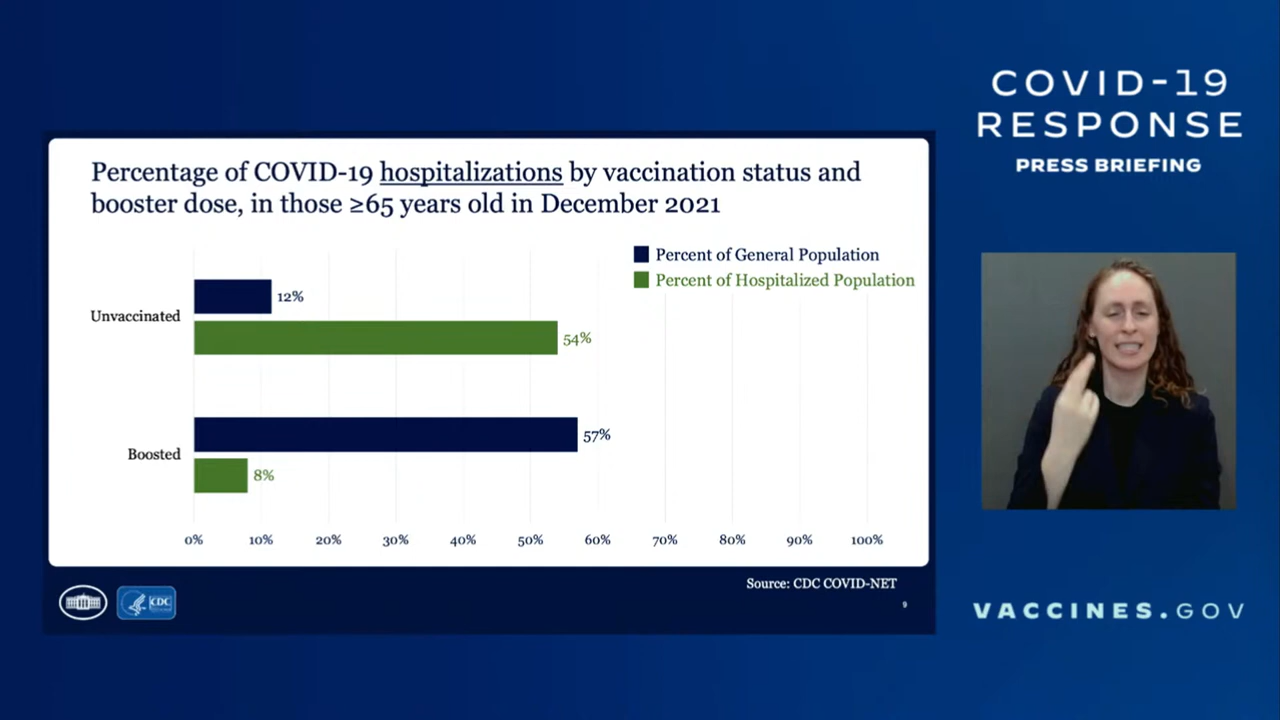 COVID-19
RESPONSE
PRESS BRIEFING
Percentage of COVID-19 hospitalizations by vaccination status and
booster dose, in those ≥65 years old in December 2021
Percent of General Population
Percent of Hospitalized Population
Unvaccinated
12%
54%
Boosted
57%
8%
0% 10% 20% 30% 40% 50% 60% 70% 80% 90% 100%
Source: CDC COVID-NET
9
CDC
VACCINES.GOV